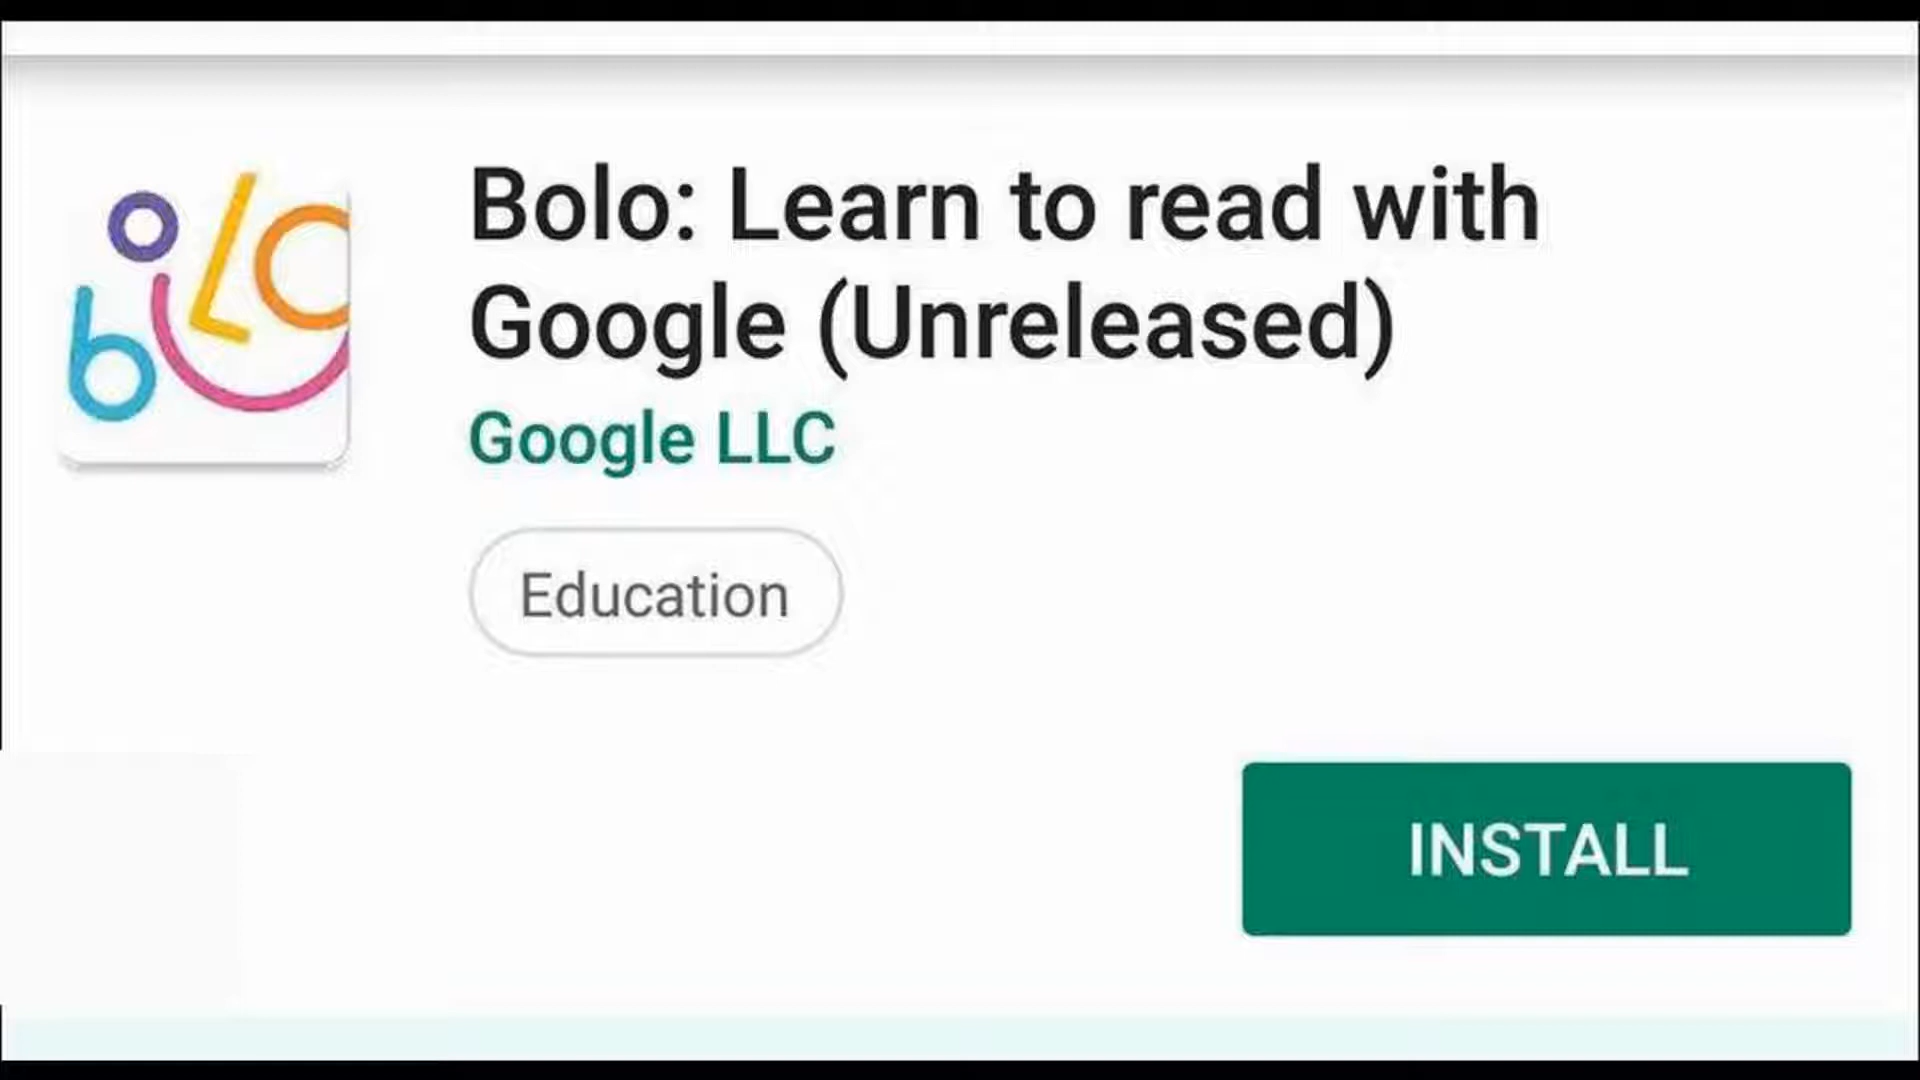 bolo
Bolo: Learn to read with
Google (Unreleased)
Google LLC
Education
INSTALL